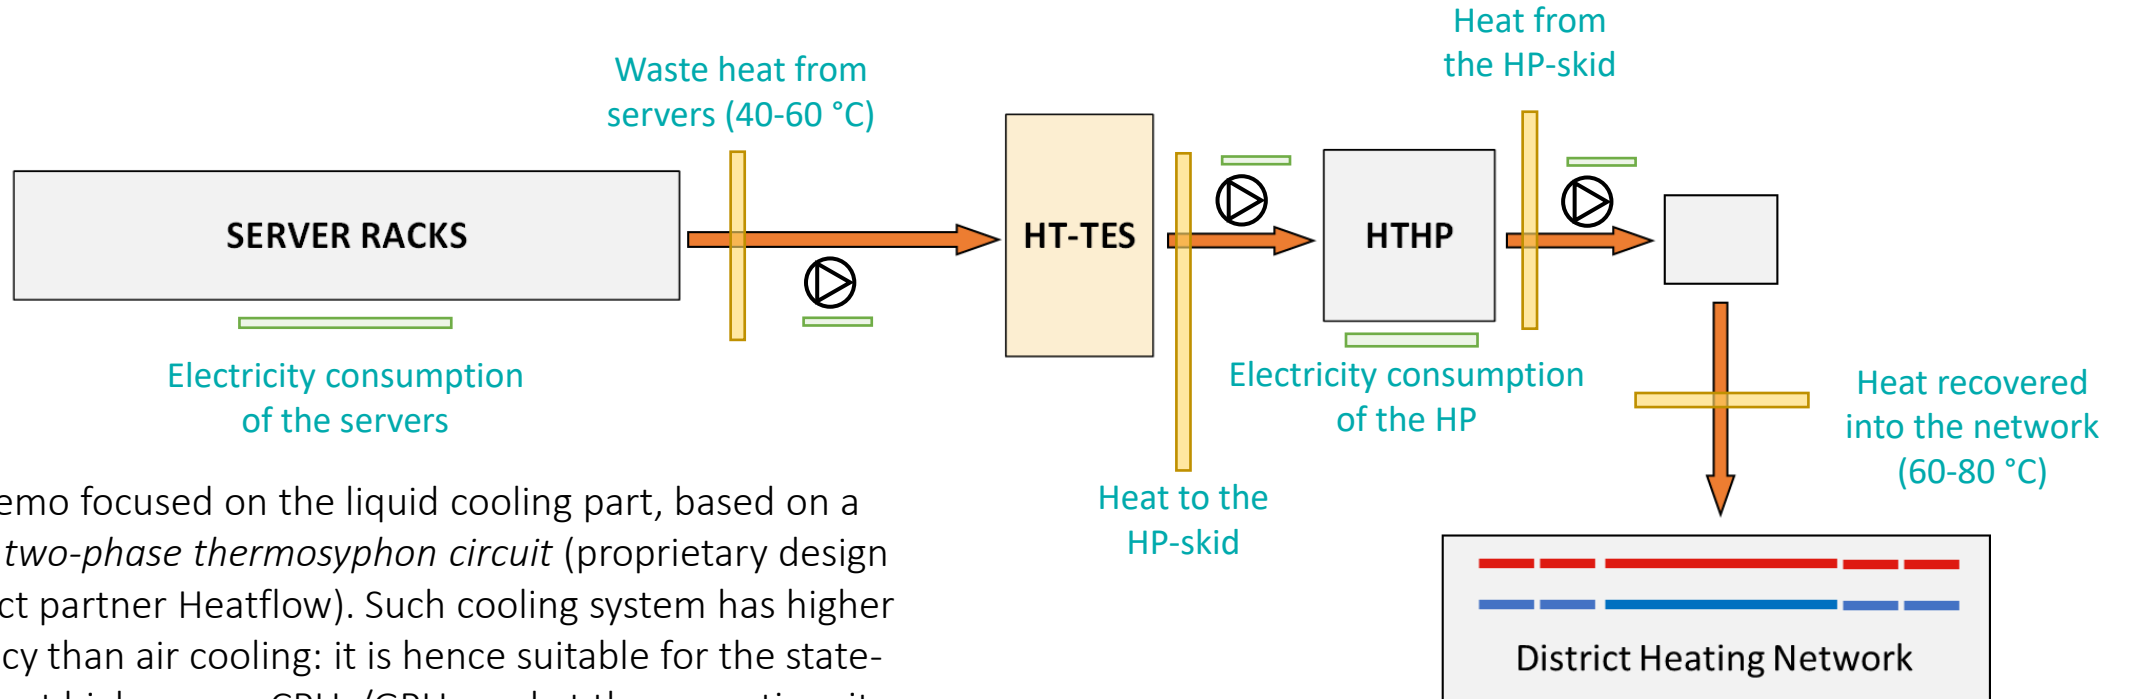 Heat from
the HP-skid
Waste heat from
servers (40-60 °C)
SERVER RACKS
HT-TES
HTHP
Electricity consumption
of the servers
Electricity consumption
of the HP
Heat recovered
into the network
(60-80 °C)
Heat to the
HP-skid
emo focused on the liquid cooling part, based on a
two-phase thermosyphon circuit (proprietary design
ct partner Heatflow). Such cooling system has higher
cy than air cooling: it is hence suitable for the state-
District Heating Network